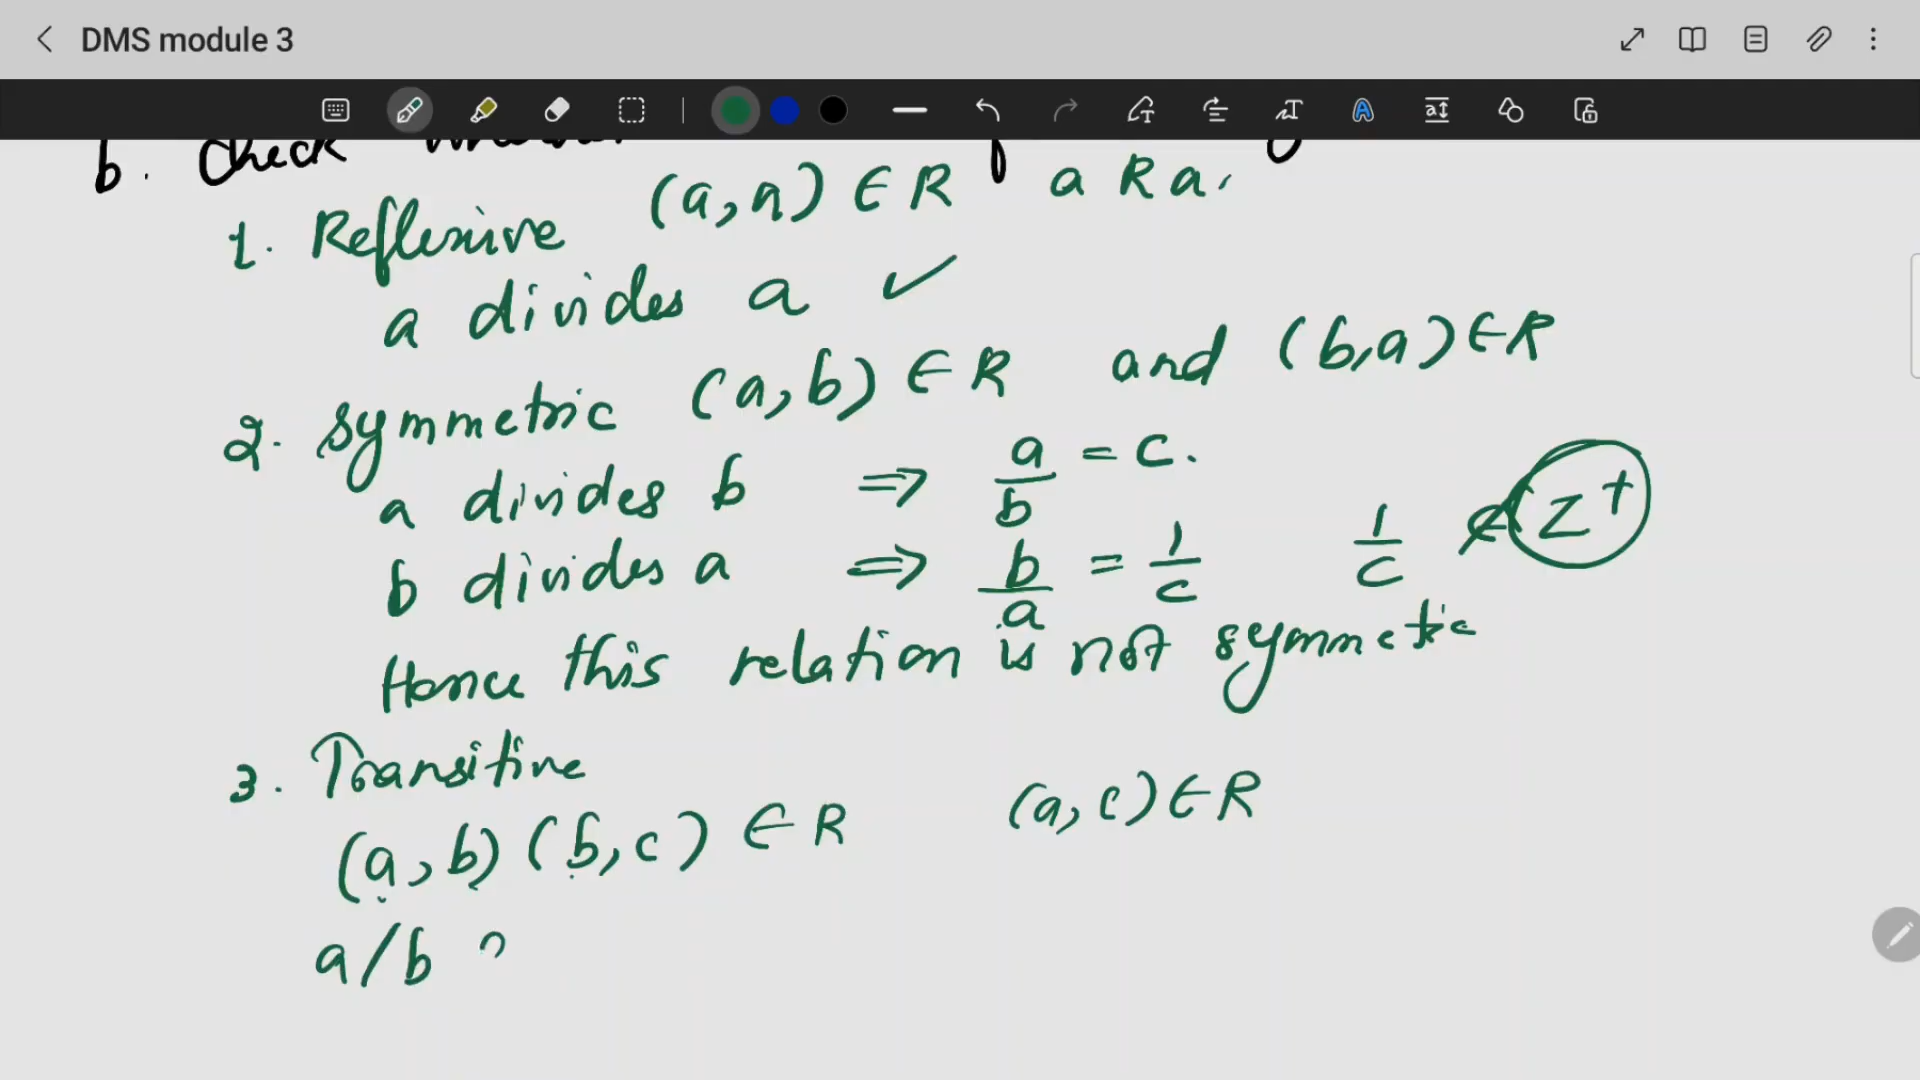 DMS module 3
b. Check
1. Reflexive (a,a) ∈ R a R a.
a divides a ✓
2. Symmetric (a,b) ∈ R and (b,a) ∈ R
a divides b ⇒ a/b = c.
b divides a ⇒ b/a = 1/c 1/c ∉ Z+
Hence this relation is not symmetric
3. Transitive
(a,b) (b,c) ∈ R (a,c) ∈ R
a/b